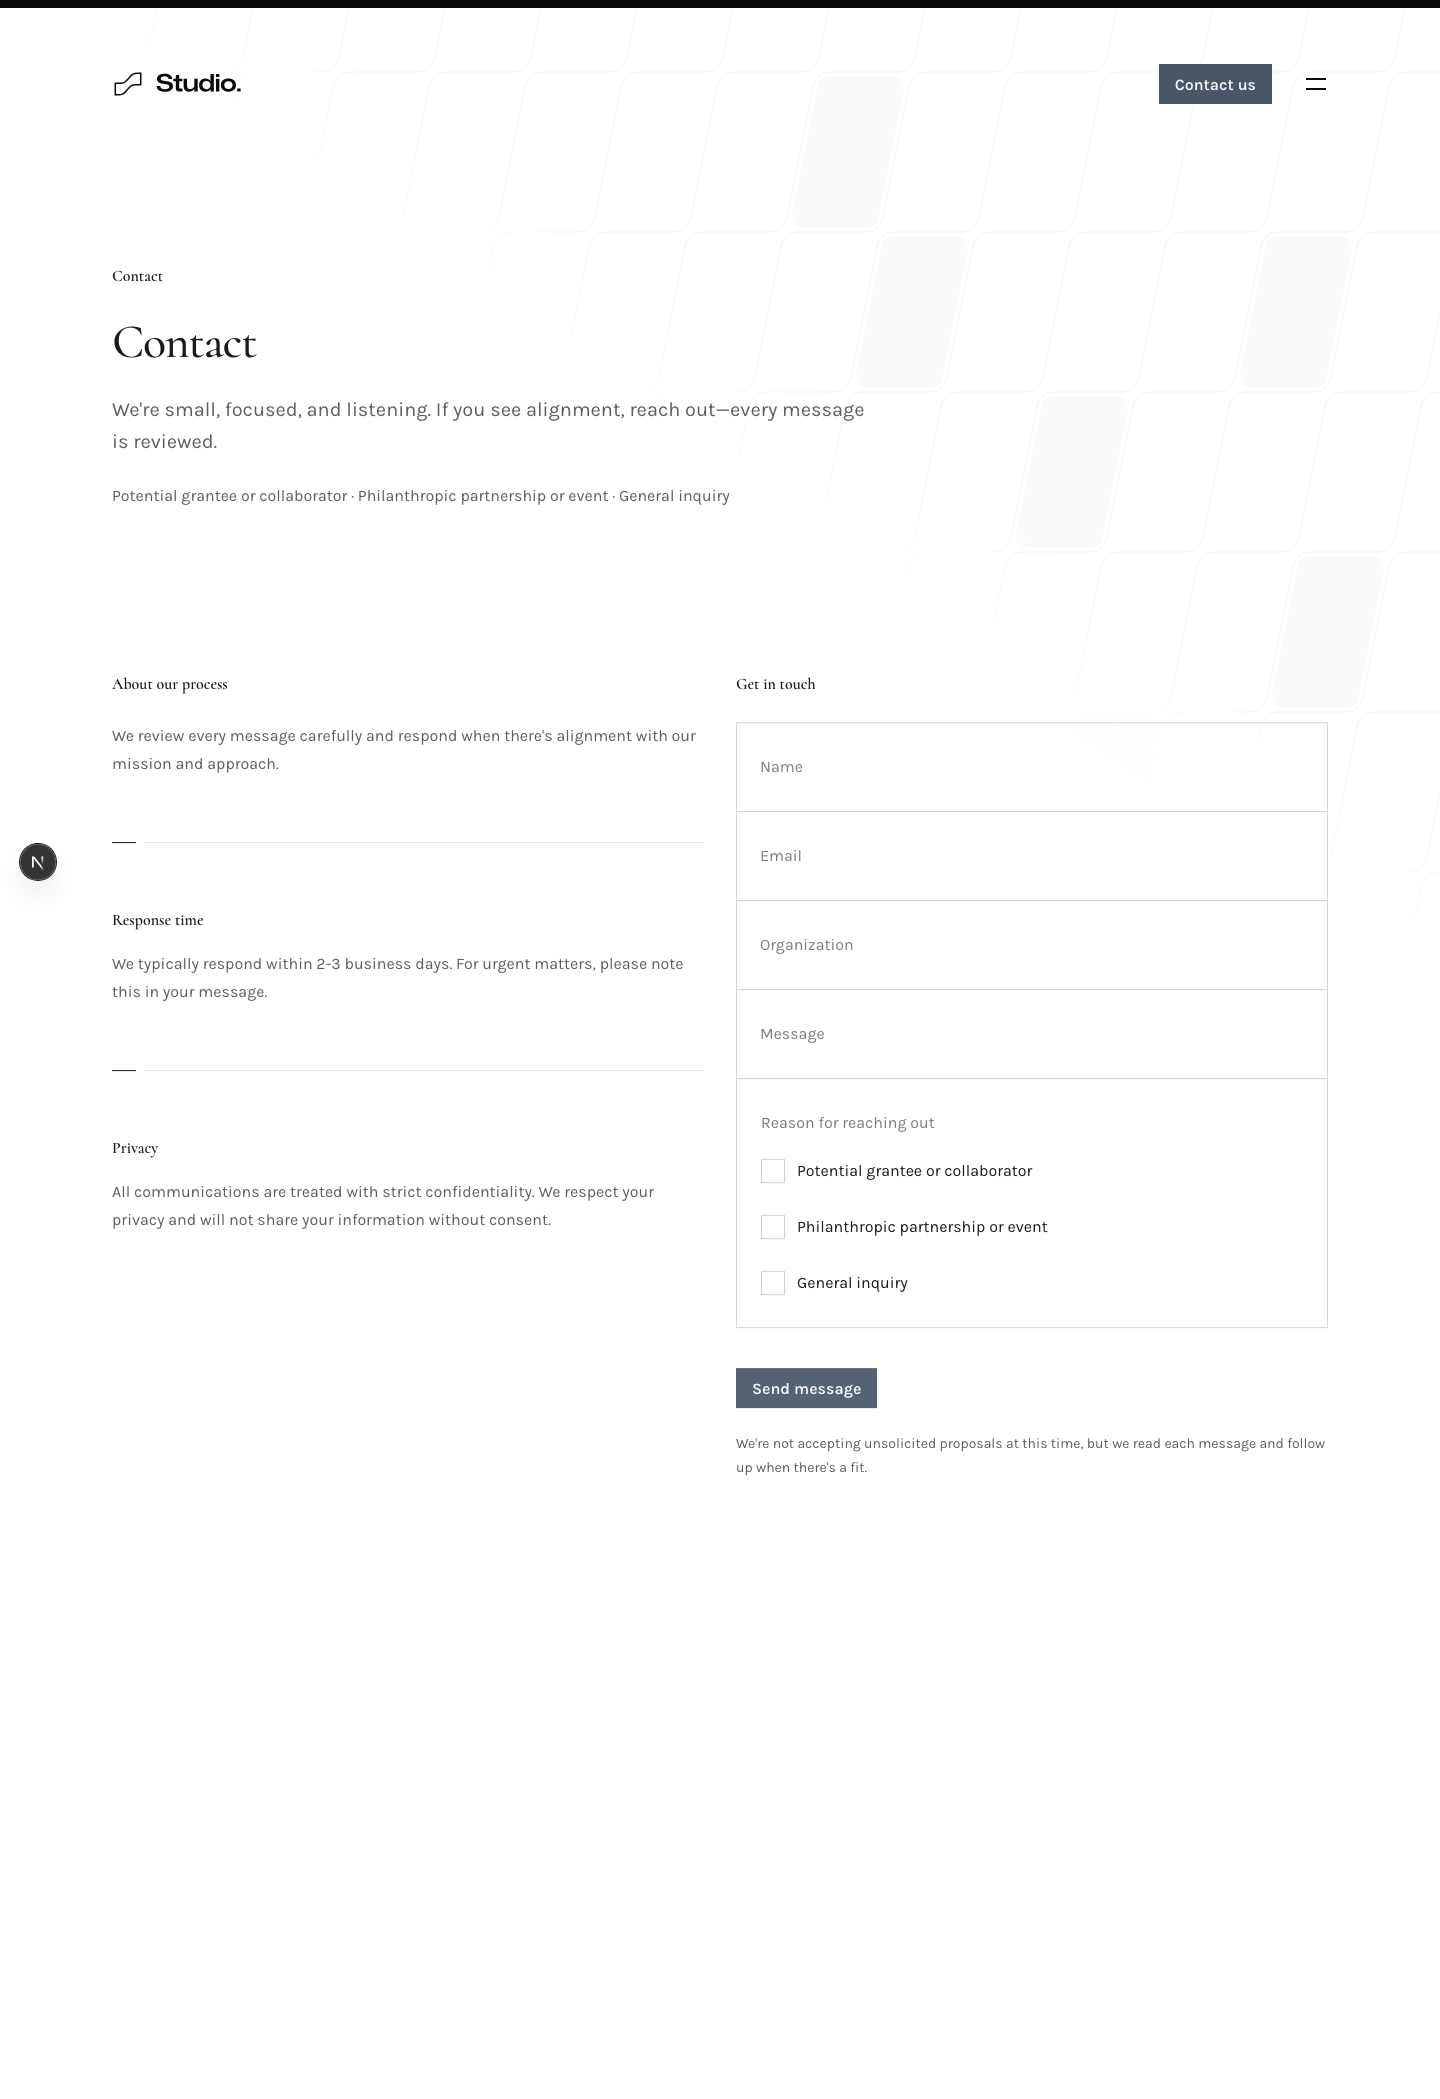 Studio.
Contact us
Contact
Contact
We're small, focused, and listening. If you see alignment, reach out—every message
is reviewed.
Potential grantee or collaborator · Philanthropic partnership or event · General inquiry
About our process
We review every message carefully and respond when there's alignment with our
mission and approach.
Response time
We typically respond within 2-3 business days. For urgent matters, please note
this in your message.
Privacy
All communications are treated with strict confidentiality. We respect your
privacy and will not share your information without consent.
Get in touch
Name
Email
Organization
Message
Reason for reaching out
Potential grantee or collaborator
Philanthropic partnership or event
General inquiry
Send message
We're not accepting unsolicited proposals at this time, but we read each message and follow
up when there's a fit.
N